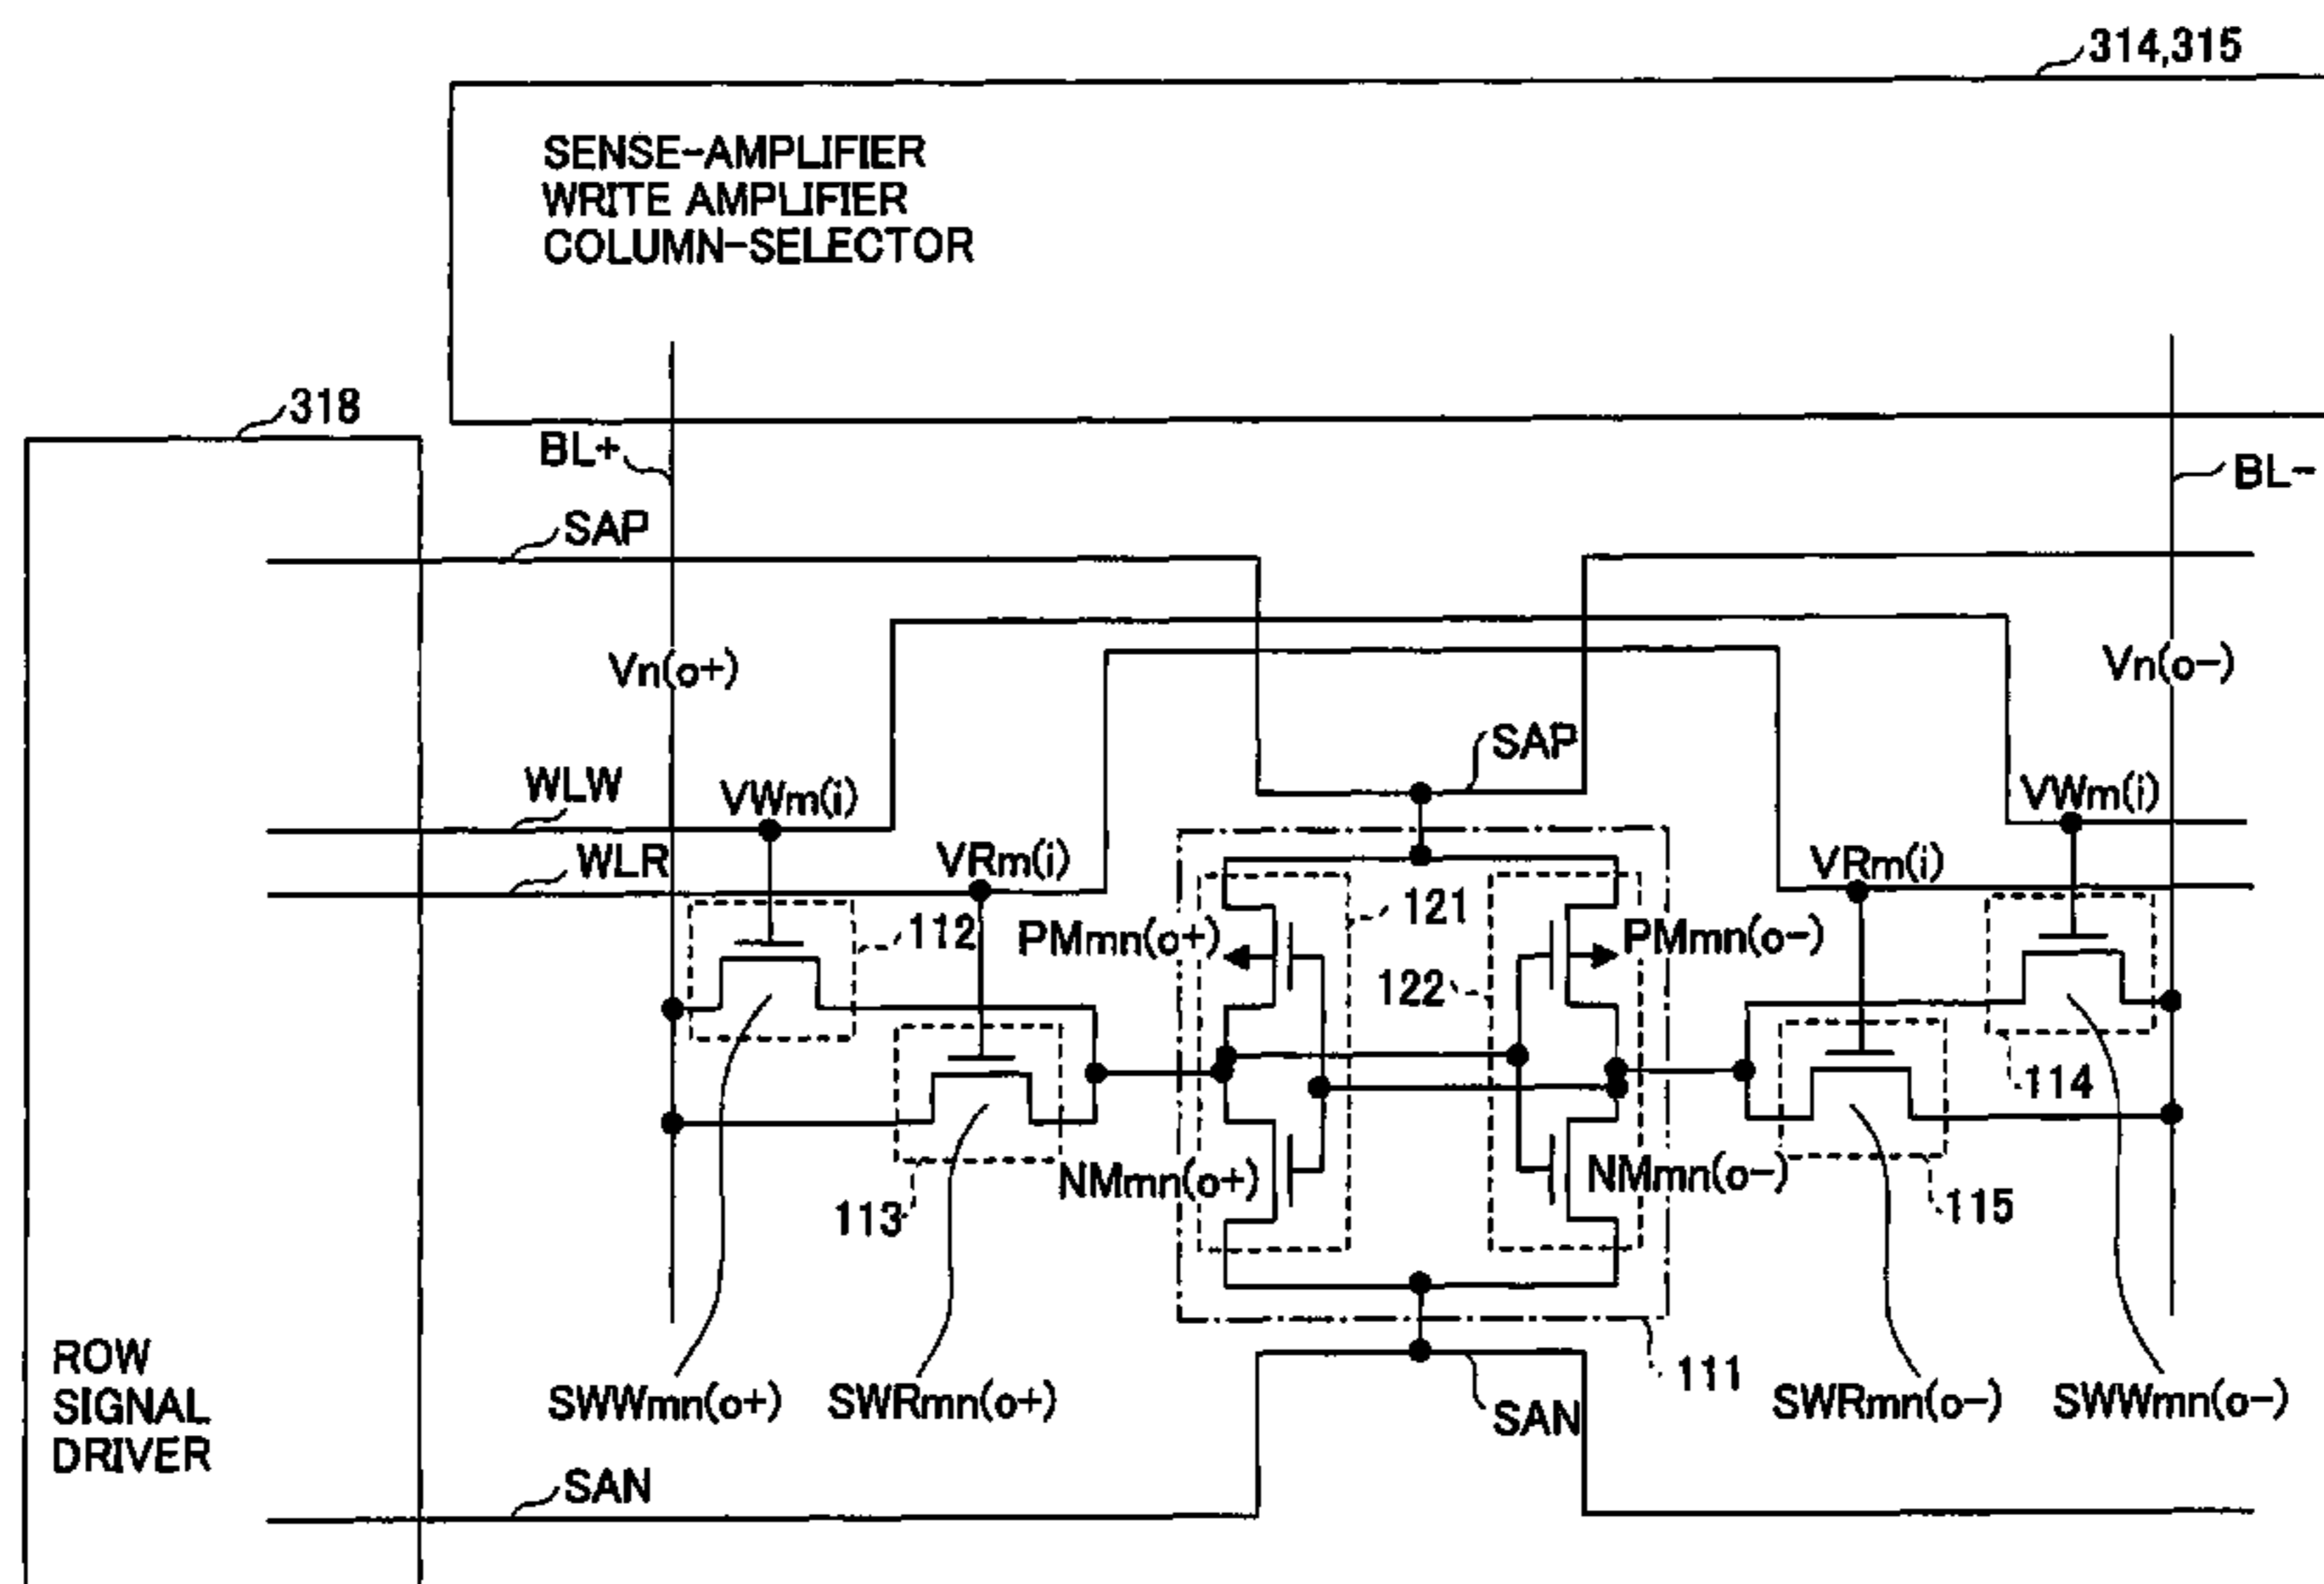 314,315
SENSE-AMPLIFIER
WRITE AMPLIFIER
COLUMN-SELECTOR
318
BL+
BL-
SAP
Vn(o+)
Vn(o-)
SAP
WLW
VWm(i)
VWm(i)
WLR
VRm(i)
VRm(i)
112
PMmn(o+)
121
122
PMmn(o-)
114
113
NMmn(o+)
NMmn(o-)
115
ROW
SIGNAL
DRIVER
SWWmn(o+)
SWRmn(o+)
111
SAN
SWRmn(o-)
SWWmn(o-)
SAN